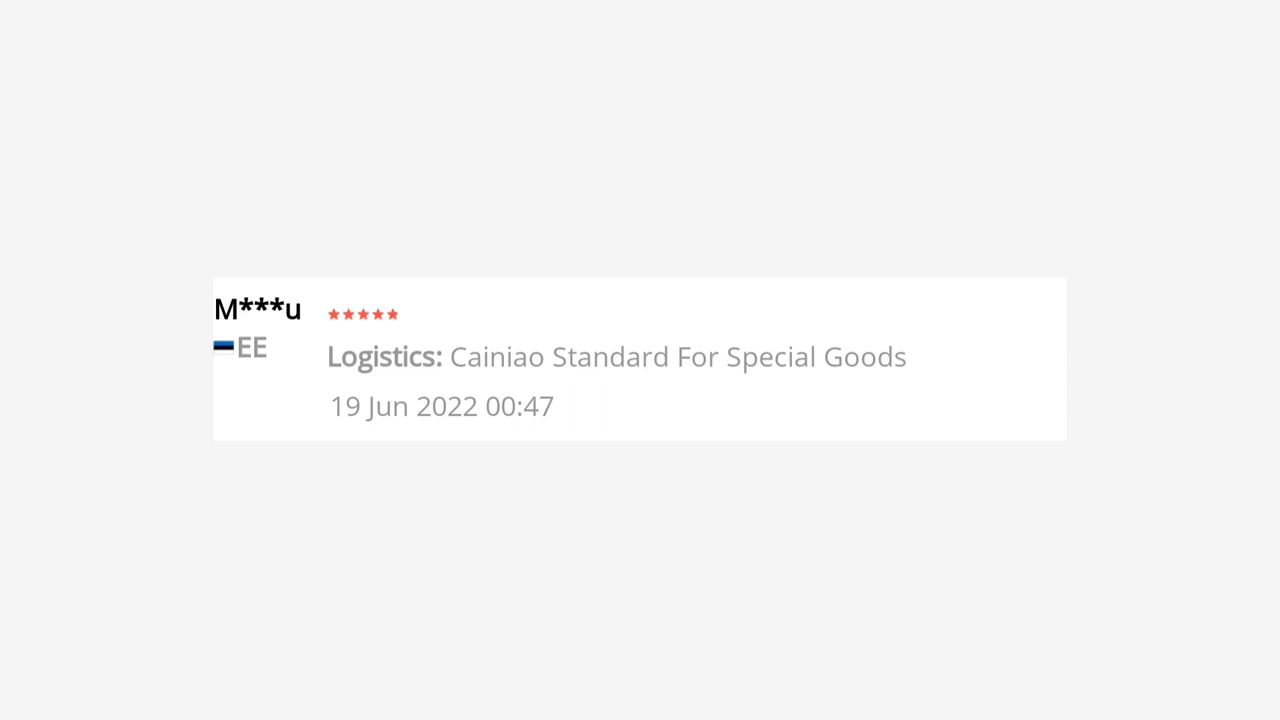 M***u
EE
Logistics: Cainiao Standard For Special Goods
19 Jun 2022 00:47